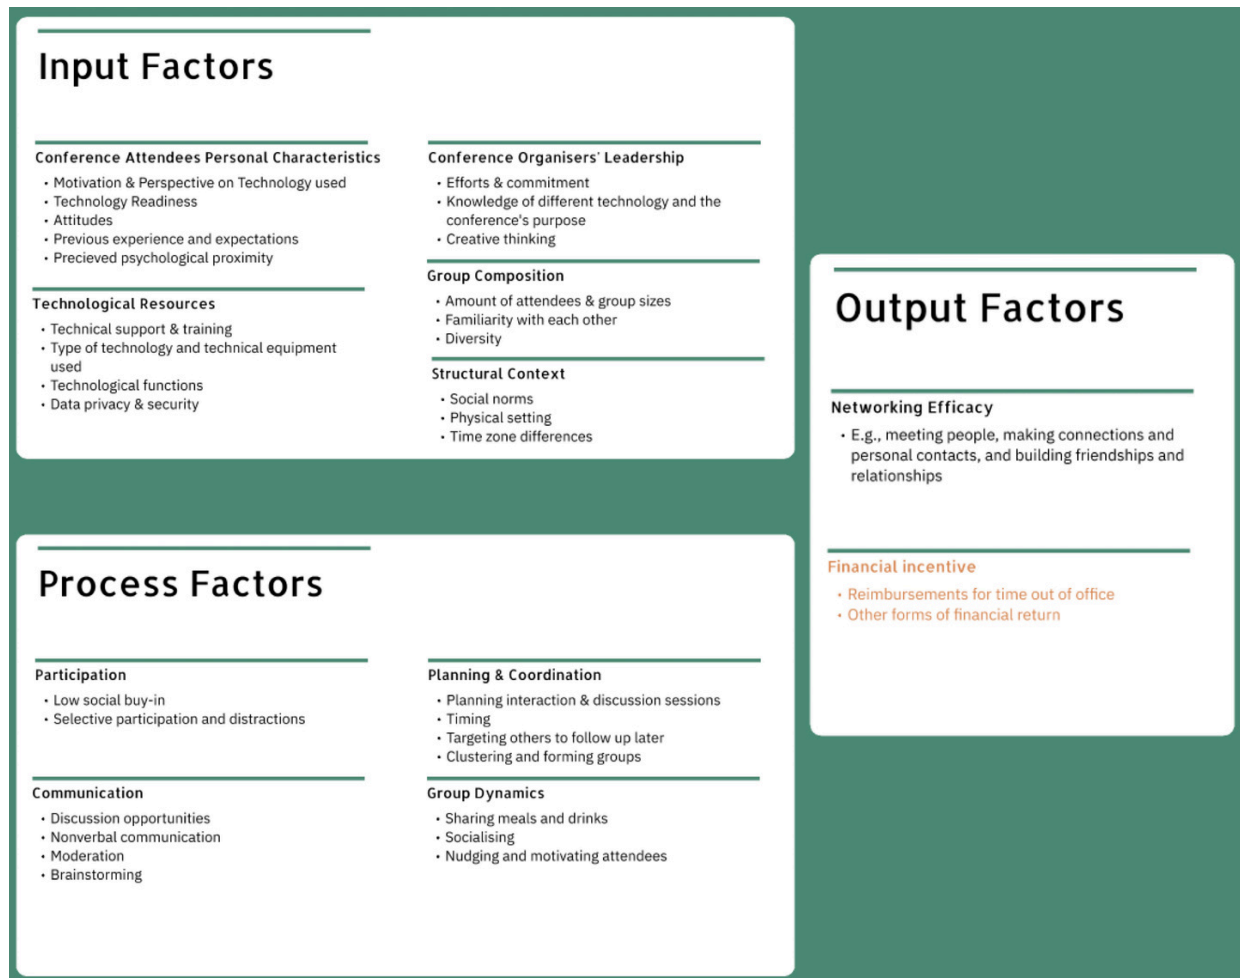 Input Factors
Conference Attendees Personal Characteristics
• Motivation & Perspective on Technology used
• Technology Readiness
• Attitudes
• Previous experience and expectations
• Precieved psychological proximity
Technological Resources
• Technical support & training
• Type of technology and technical equipment
used
• Technological functions
• Data privacy & security
Conference Organisers' Leadership
• Efforts & commitment
• Knowledge of different technology and the
conference's purpose
• Creative thinking
Group Composition
• Amount of attendees & group sizes
• Familiarity with each other
• Diversity
Structural Context
• Social norms
• Physical setting
• Time zone differences
Process Factors
Participation
• Low social buy-in
• Selective participation and distractions
Communication
• Discussion opportunities
• Nonverbal communication
• Moderation
• Brainstorming
Planning & Coordination
• Planning interaction & discussion sessions
• Timing
• Targeting others to follow up later
• Clustering and forming groups
Group Dynamics
• Sharing meals and drinks
• Socialising
• Nudging and motivating attendees
Output Factors
Networking Efficacy
• E.g., meeting people, making connections and
personal contacts, and building friendships and
relationships
Financial incentive
• Reimbursements for time out of office
• Other forms of financial return